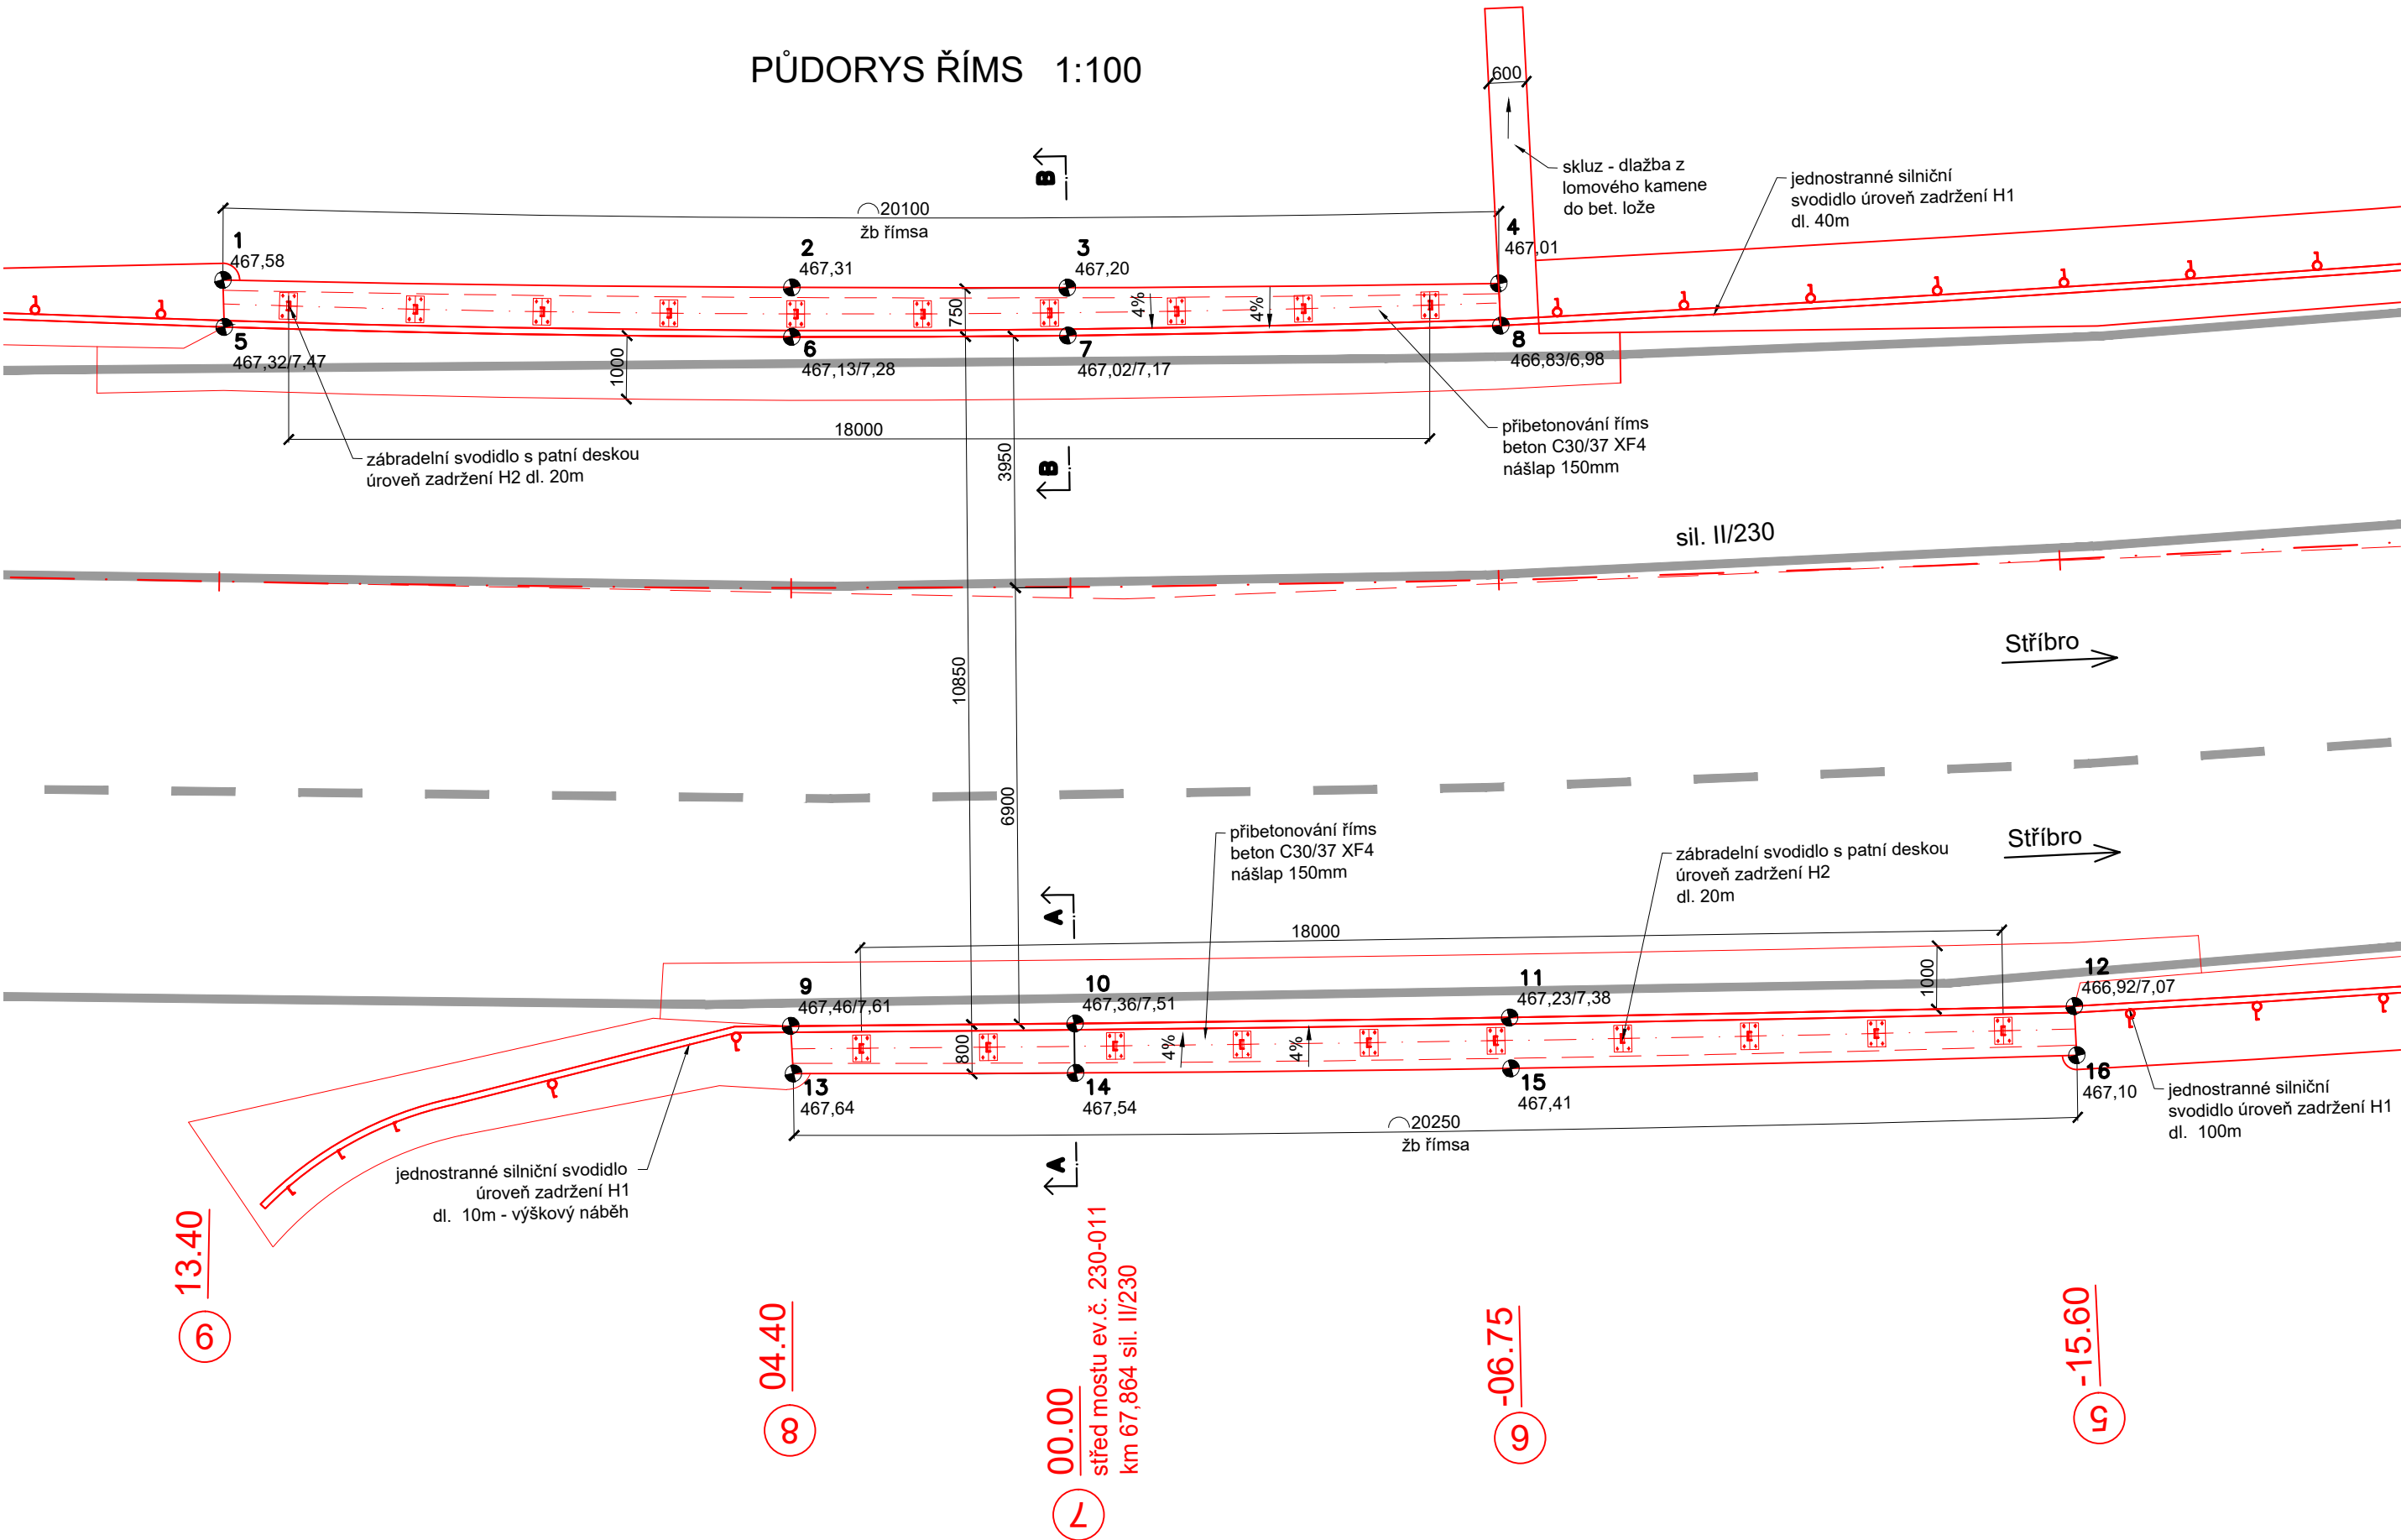 PŮDORYS ŘÍMS 1:100
600
skluz - dlažba z
lomového kamene
do bet. lože
jednostranné silniční
svodidlo úroveň zadržení H1
dl. 40m
B
20100
žb římsa
1
467,58
2
467,31
3
467,20
4
467,01
750
4%
4%
5
467,32/7,47
6
467,13/7,28
7
467,02/7,17
8
466,83/6,98
1000
18000
zábradelní svodidlo s patní deskou
úroveň zadržení H2 dl. 20m
3950
B
přibetonování říms
beton C30/37 XF4
nášlap 150mm
sil. II/230
Stříbro
10850
6900
přibetonování říms
beton C30/37 XF4
nášlap 150mm
Stříbro
zábradelní svodidlo s patní deskou
úroveň zadržení H2
dl. 20m
A
18000
1000
9
467,46/7,61
10
467,36/7,51
11
467,23/7,38
12
466,92/7,07
800
4%
4%
13
467,64
14
467,54
15
467,41
16
467,10
20250
žb římsa
jednostranné silniční
svodidlo úroveň zadržení H1
dl. 100m
A
jednostranné silniční svodidlo
úroveň zadržení H1
dl. 10m - výškový náběh
13.40
9
04.40
8
00.00
střed mostu ev.č. 230-011
km 67,864 sil. II/230
7
-06.75
6
-15.60
5